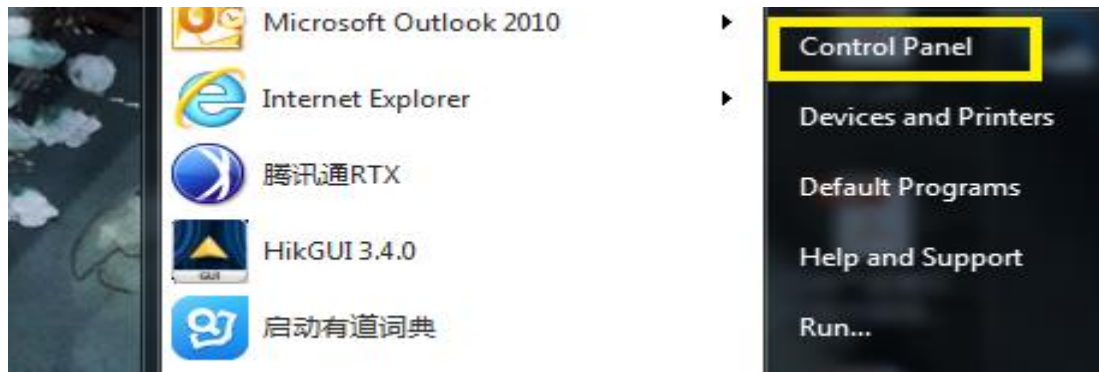 Microsoft Outlook 2010
Internet Explorer
腾讯通RTX
HikGUI 3.4.0
GUI
启动有道词典
Control Panel
Devices and Printers
Default Programs
Help and Support
Run...